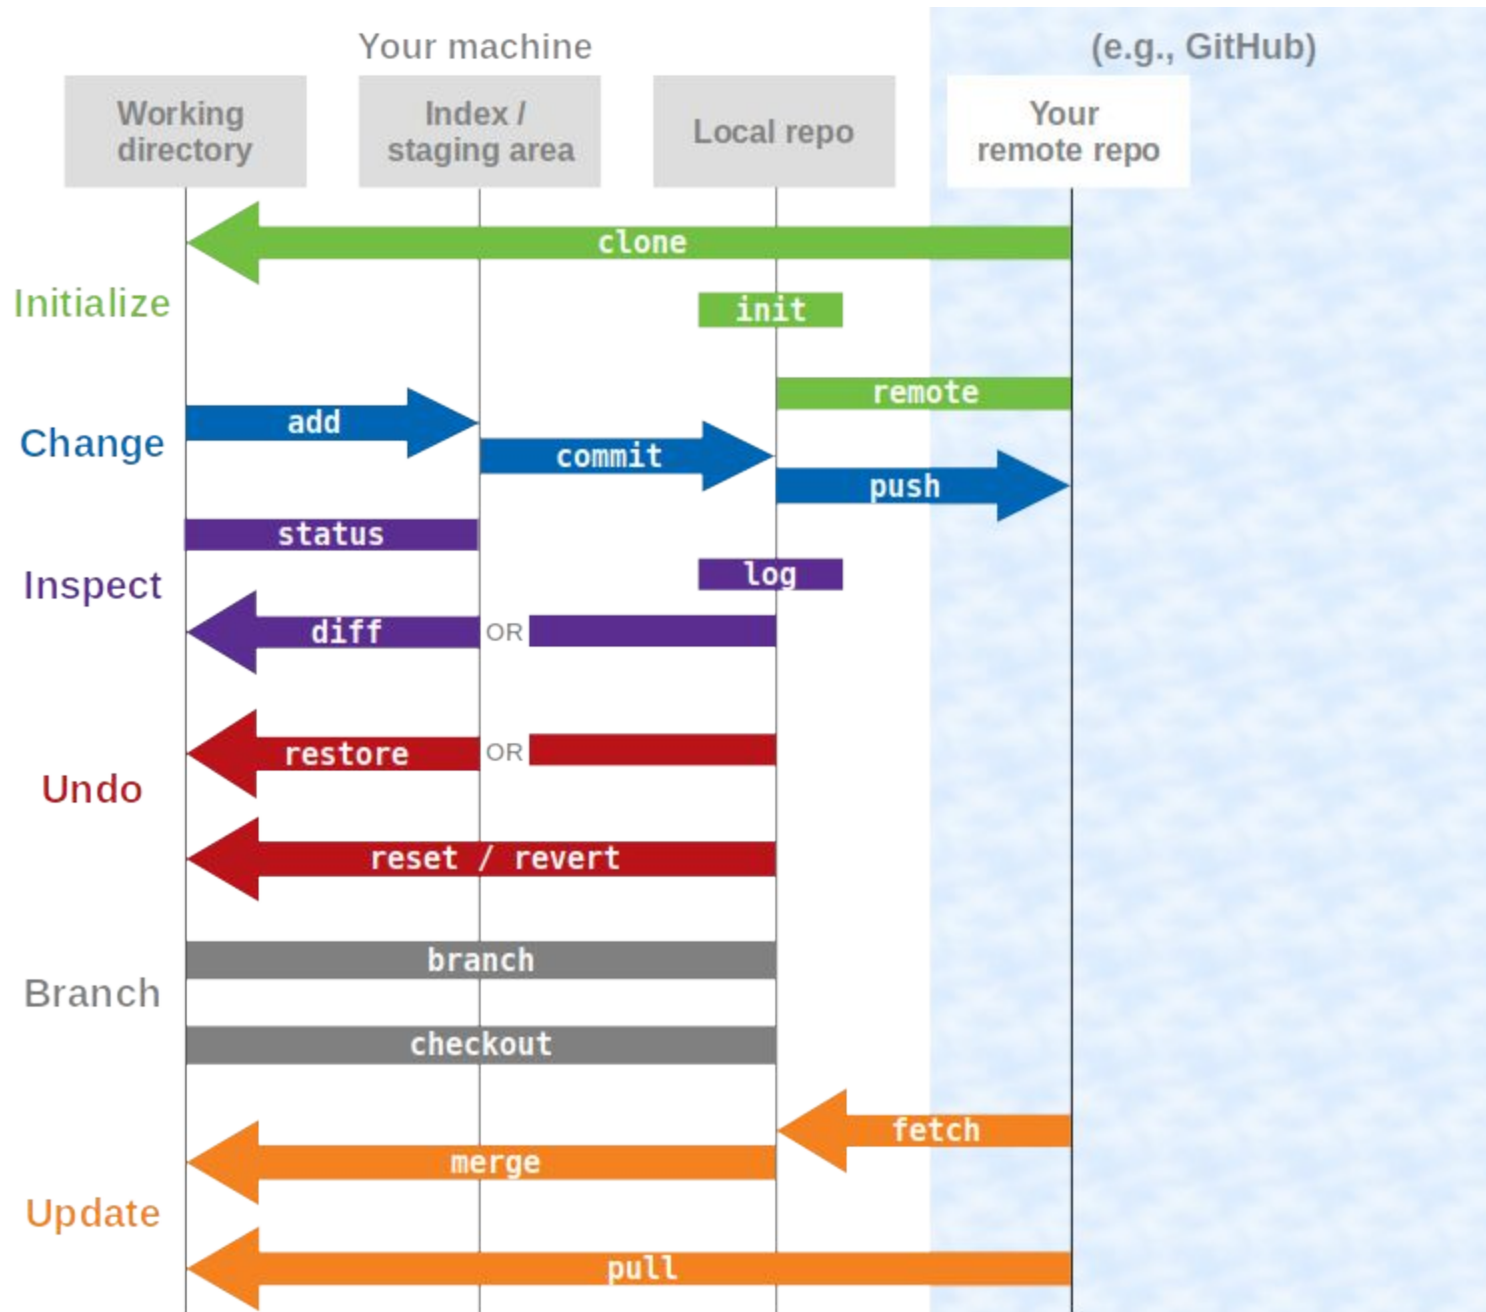 Your machine
(e.g., GitHub)
Working
directory
Index /
staging area
Local repo
Your
remote repo
clone
Initialize
init
remote
add
Change
commit
push
status
log
Inspect
diff
OR
restore
OR
Undo
reset / revert
branch
Branch
checkout
fetch
merge
Update
pull